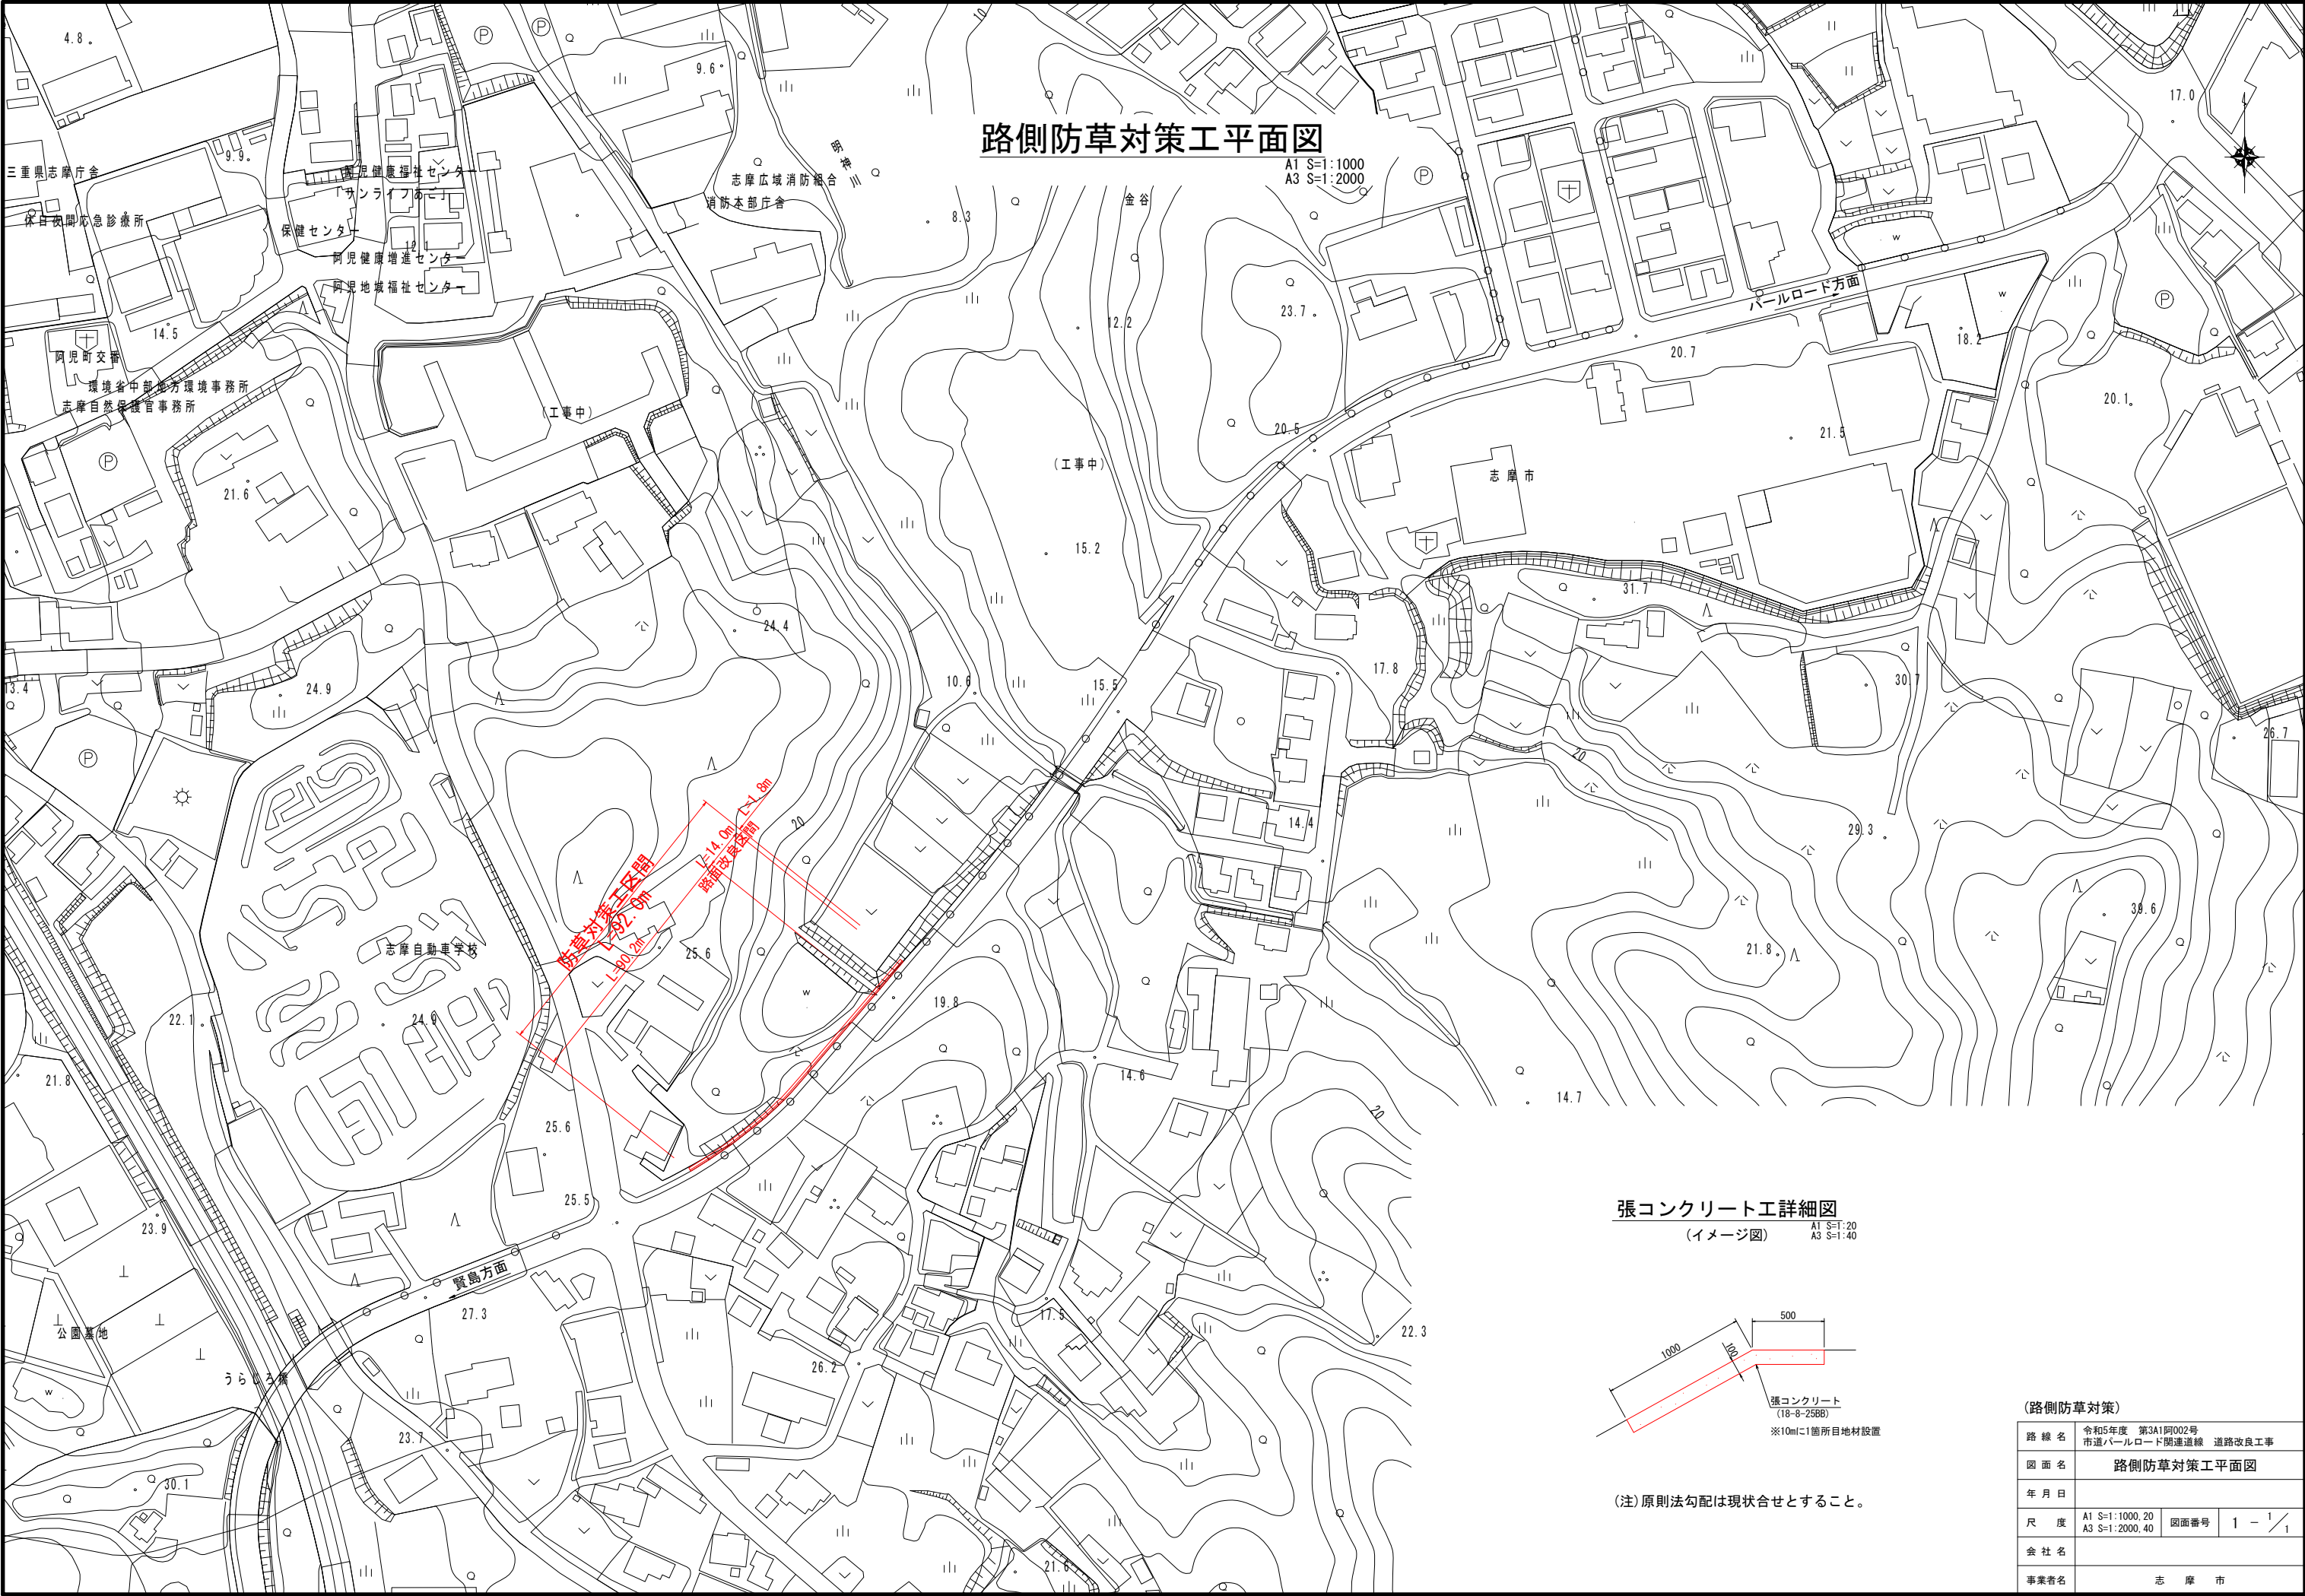 路側防草対策工平面図
A1 S=1:1000
A3 S=1:2000
4.8
9.6
9.9
三重県志摩庁舎
休日夜間応急診療所
阿児健康福祉センター
「サンライフあご」
保健センター
12.1
阿児健康増進センター
阿児地域福祉センター
14.5
阿児町交番
環境省中部地方環境事務所
志摩自然保護官事務所
志摩広域消防組合
消防本部庁舎
明神川
8.3
10
金谷
12.2
23.7
17.0
パールロード方面
18.2
20.7
20.1
20.5
21.5
志摩市
(工事中)
(工事中)
21.6
15.2
24.4
31.7
17.8
30.7
13.4
24.9
10.6
15.5
20
26.7
P
P
P
P
P
P
W
W
W
W
20
14.4
29.3
防草対策工区間
L=92.0m
L=90.2m
L=14.0m
L=1.8m
路面改良区間
志摩自動車学校
25.6
19.8
39.6
21.8
22.1
24.9
21.8
14.6
14.7
20
25.6
25.5
23.9
賢島方面
27.3
公園墓地
うらじろ橋
17.5
22.3
26.2
23.7
30.1
21.6
張コンクリート工詳細図
(イメージ図)
A1 S=1:20
A3 S=1:40
500
1000
100
張コンクリート
(18-8-25BB)
※10mに1箇所目地材設置
(注)原則法勾配は現状合せとすること。
(路側防草対策)
路線名 令和5年度 第3A1阿002号
市道パールロード関連道線 道路改良工事
図面名 路側防草対策工平面図
年月日
尺度 A1 S=1:1000,20
A3 S=1:2000,40
図面番号 1 - 1/1
会社名
事業者名 志摩市